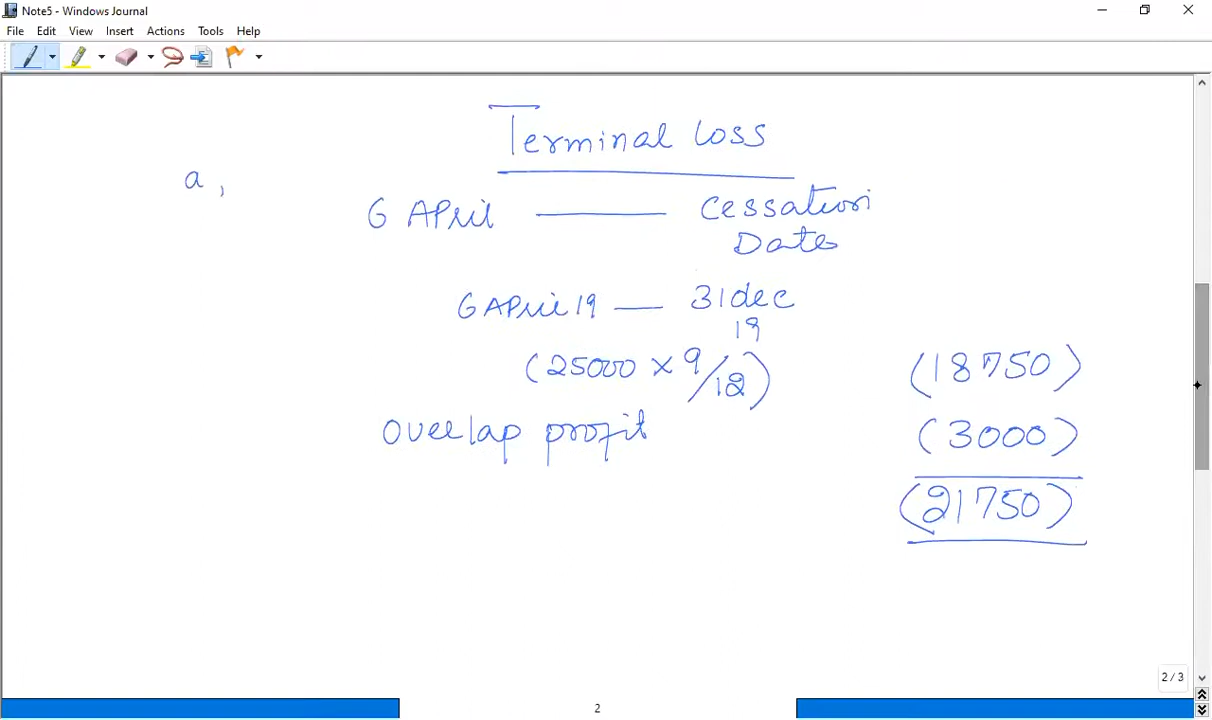 Note5 - Windows Journal
File Edit View Insert Actions Tools Help
Terminal Loss
a,
6 April —— Cessation
Date
6 April 19 — 31 dec
19
(25000 × 9/12) (18750)
Overlap profit (3000)
(21750)
2 / 3
2